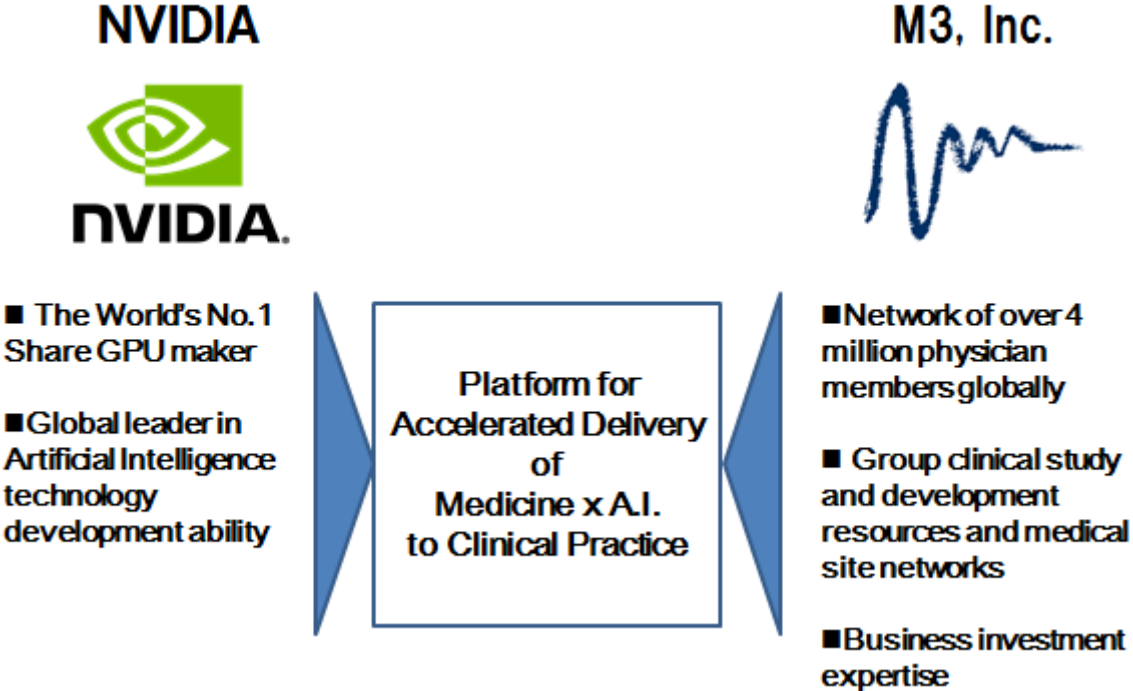 NVIDIA
nVIDIA.
■ The World's No.1
Share GPU maker
■Global leader in
Artificial Intelligence
technology
development ability
Platform for
Accelerated Delivery
of
Medicine x A.I.
to Clinical Practice
M3, Inc.
■Network of over 4
million physician
members globally
■ Group clinical study
and development
resources and medical
site networks
■Business investment
expertise